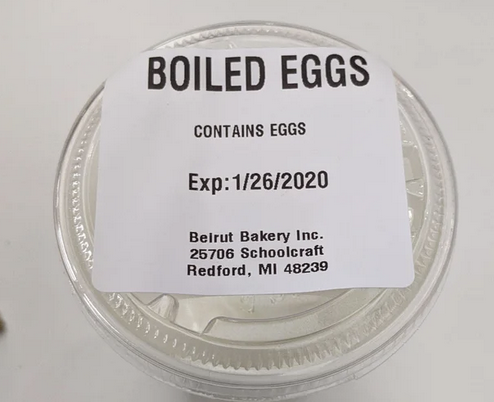 BOILED EGGS
CONTAINS EGGS
Exp:1/26/2020
Beirut Bakery Inc.
25706 Schoolcraft
Redford, MI 48239